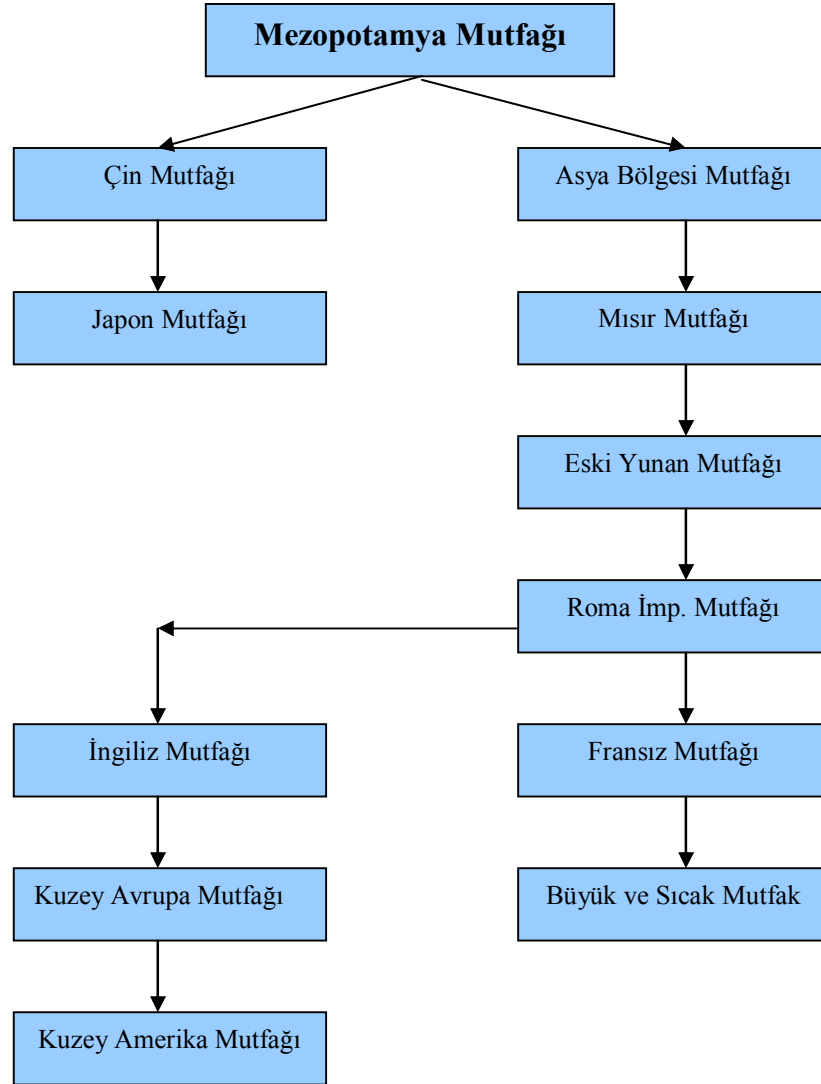 Mezopotamya Mutfağı
Çin Mutfağı
Asya Bölgesi Mutfağı
Japon Mutfağı
Mısır Mutfağı
Eski Yunan Mutfağı
Roma İmp. Mutfağı
İngiliz Mutfağı
Fransız Mutfağı
Kuzey Avrupa Mutfağı
Büyük ve Sıcak Mutfak
Kuzey Amerika Mutfağı